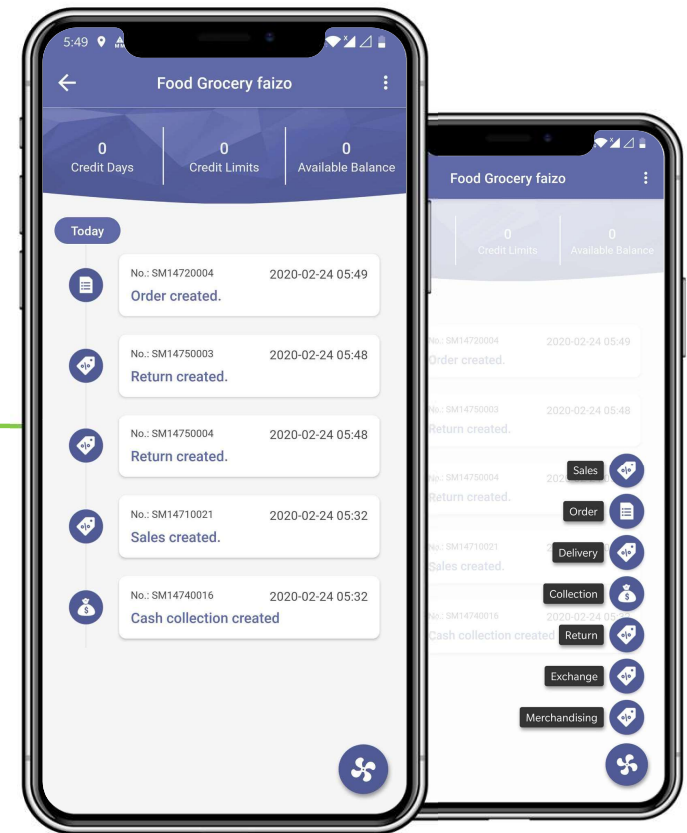 5:49
Food Grocery faizo
0
Credit Days
0
Credit Limits
0
Available Balance
Today
No.: SM14720004 2020-02-24 05:49
Order created.
No.: SM14750003 2020-02-24 05:48
Return created.
No.: SM14750004 2020-02-24 05:48
Return created.
No.: SM14710021 2020-02-24 05:32
Sales created.
No.: SM14740016 2020-02-24 05:32
Cash collection created
Food Grocery faizo
0
Credit Limits
0
Available Balance
No.: SM14720004 2020-02-24 05:49
Order created.
No.: SM14750003 2020-02-24 05:48
Return created.
No.: SM14750004
Return created.
Sales
Order
No.: SM14710021
Sales created.
Delivery
Collection
No.: SM14740016
Cash collection created
Return
Exchange
Merchandising